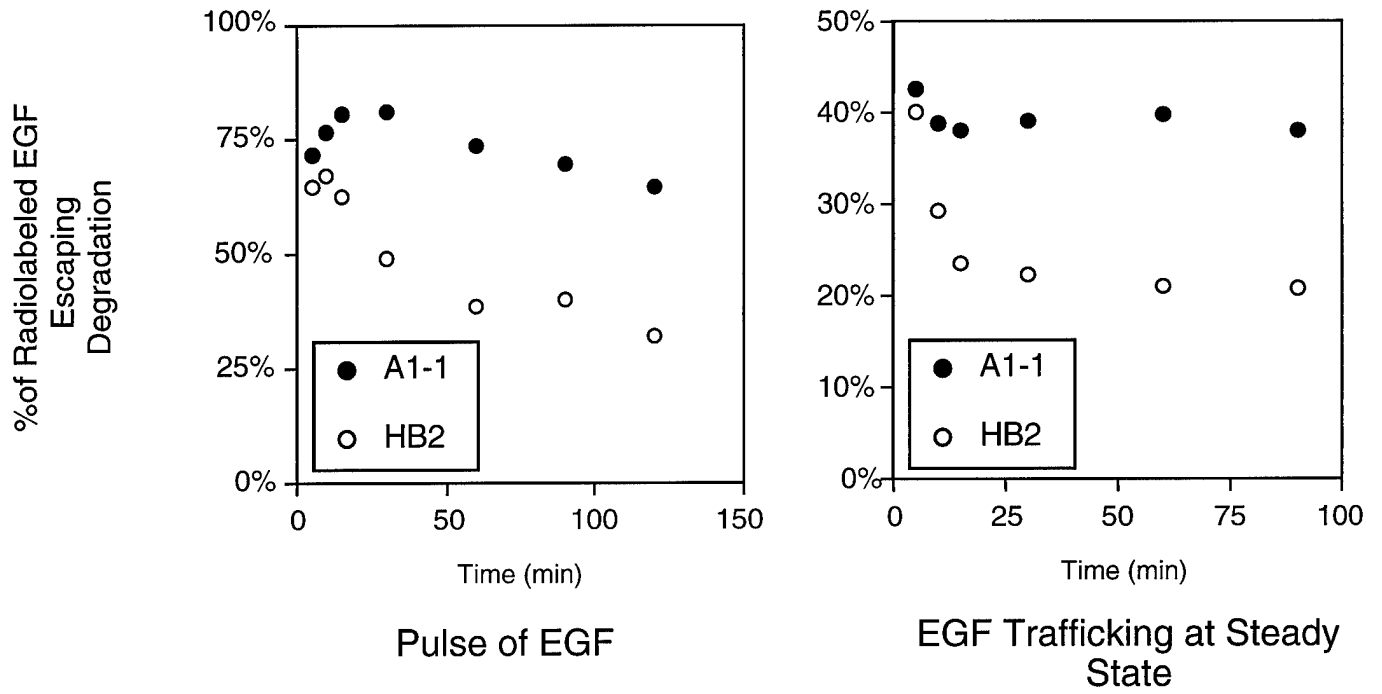 %of Radiolabeled EGF
Escaping
Degradation
100%
75%
50%
25%
0%
0
50
100
150
A1-1
HB2
Time (min)
Pulse of EGF
50%
40%
30%
20%
10%
0%
0
25
50
75
100
A1-1
HB2
Time (min)
EGF Trafficking at Steady
State